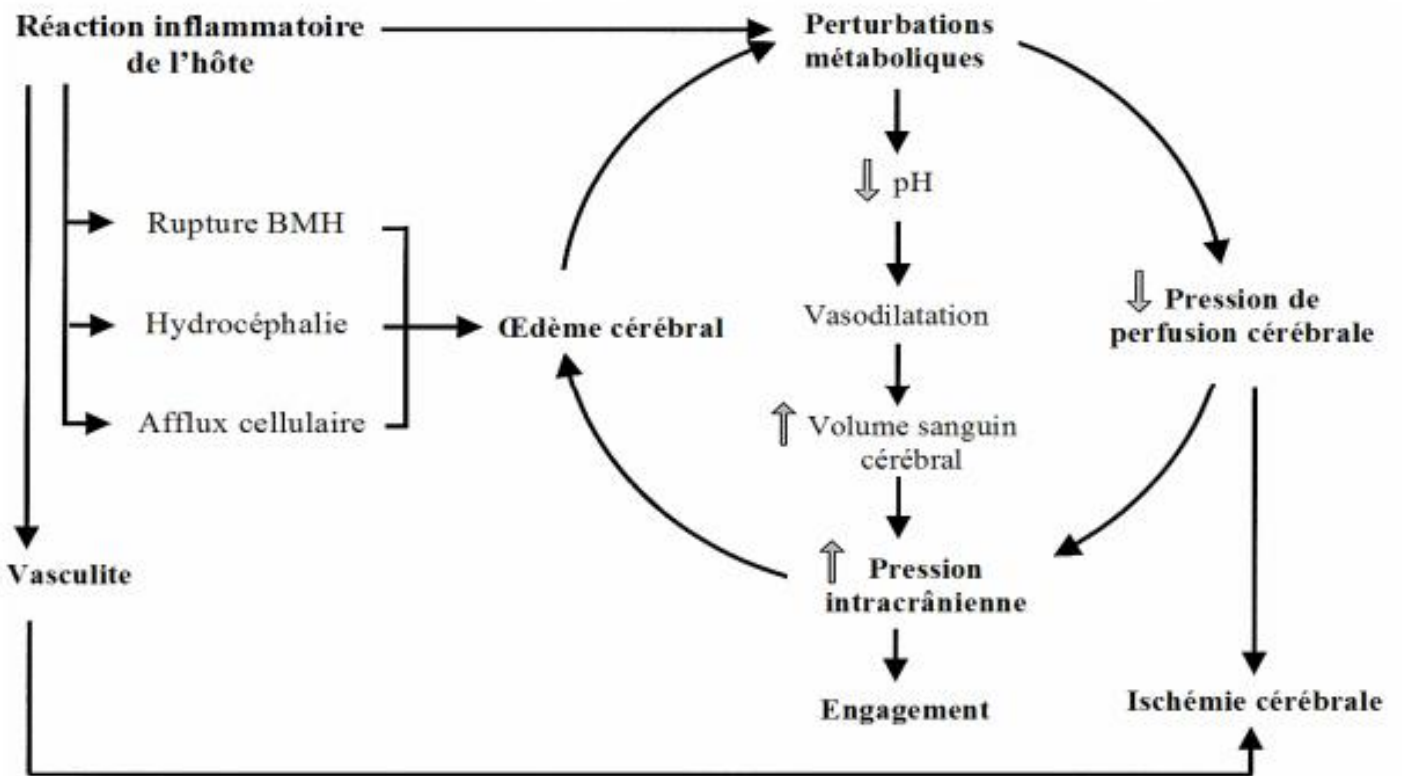 Réaction inflammatoire
de l’hôte
Perturbations
métaboliques
pH
Rupture BMH
Hydrocéphalie
Afflux cellulaire
Œdème cérébral
Vasodilatation
Pression de
perfusion cérébrale
Volume sanguin
cérébral
Vasculite
Pression
intracrânienne
Engagement
Ischémie cérébrale